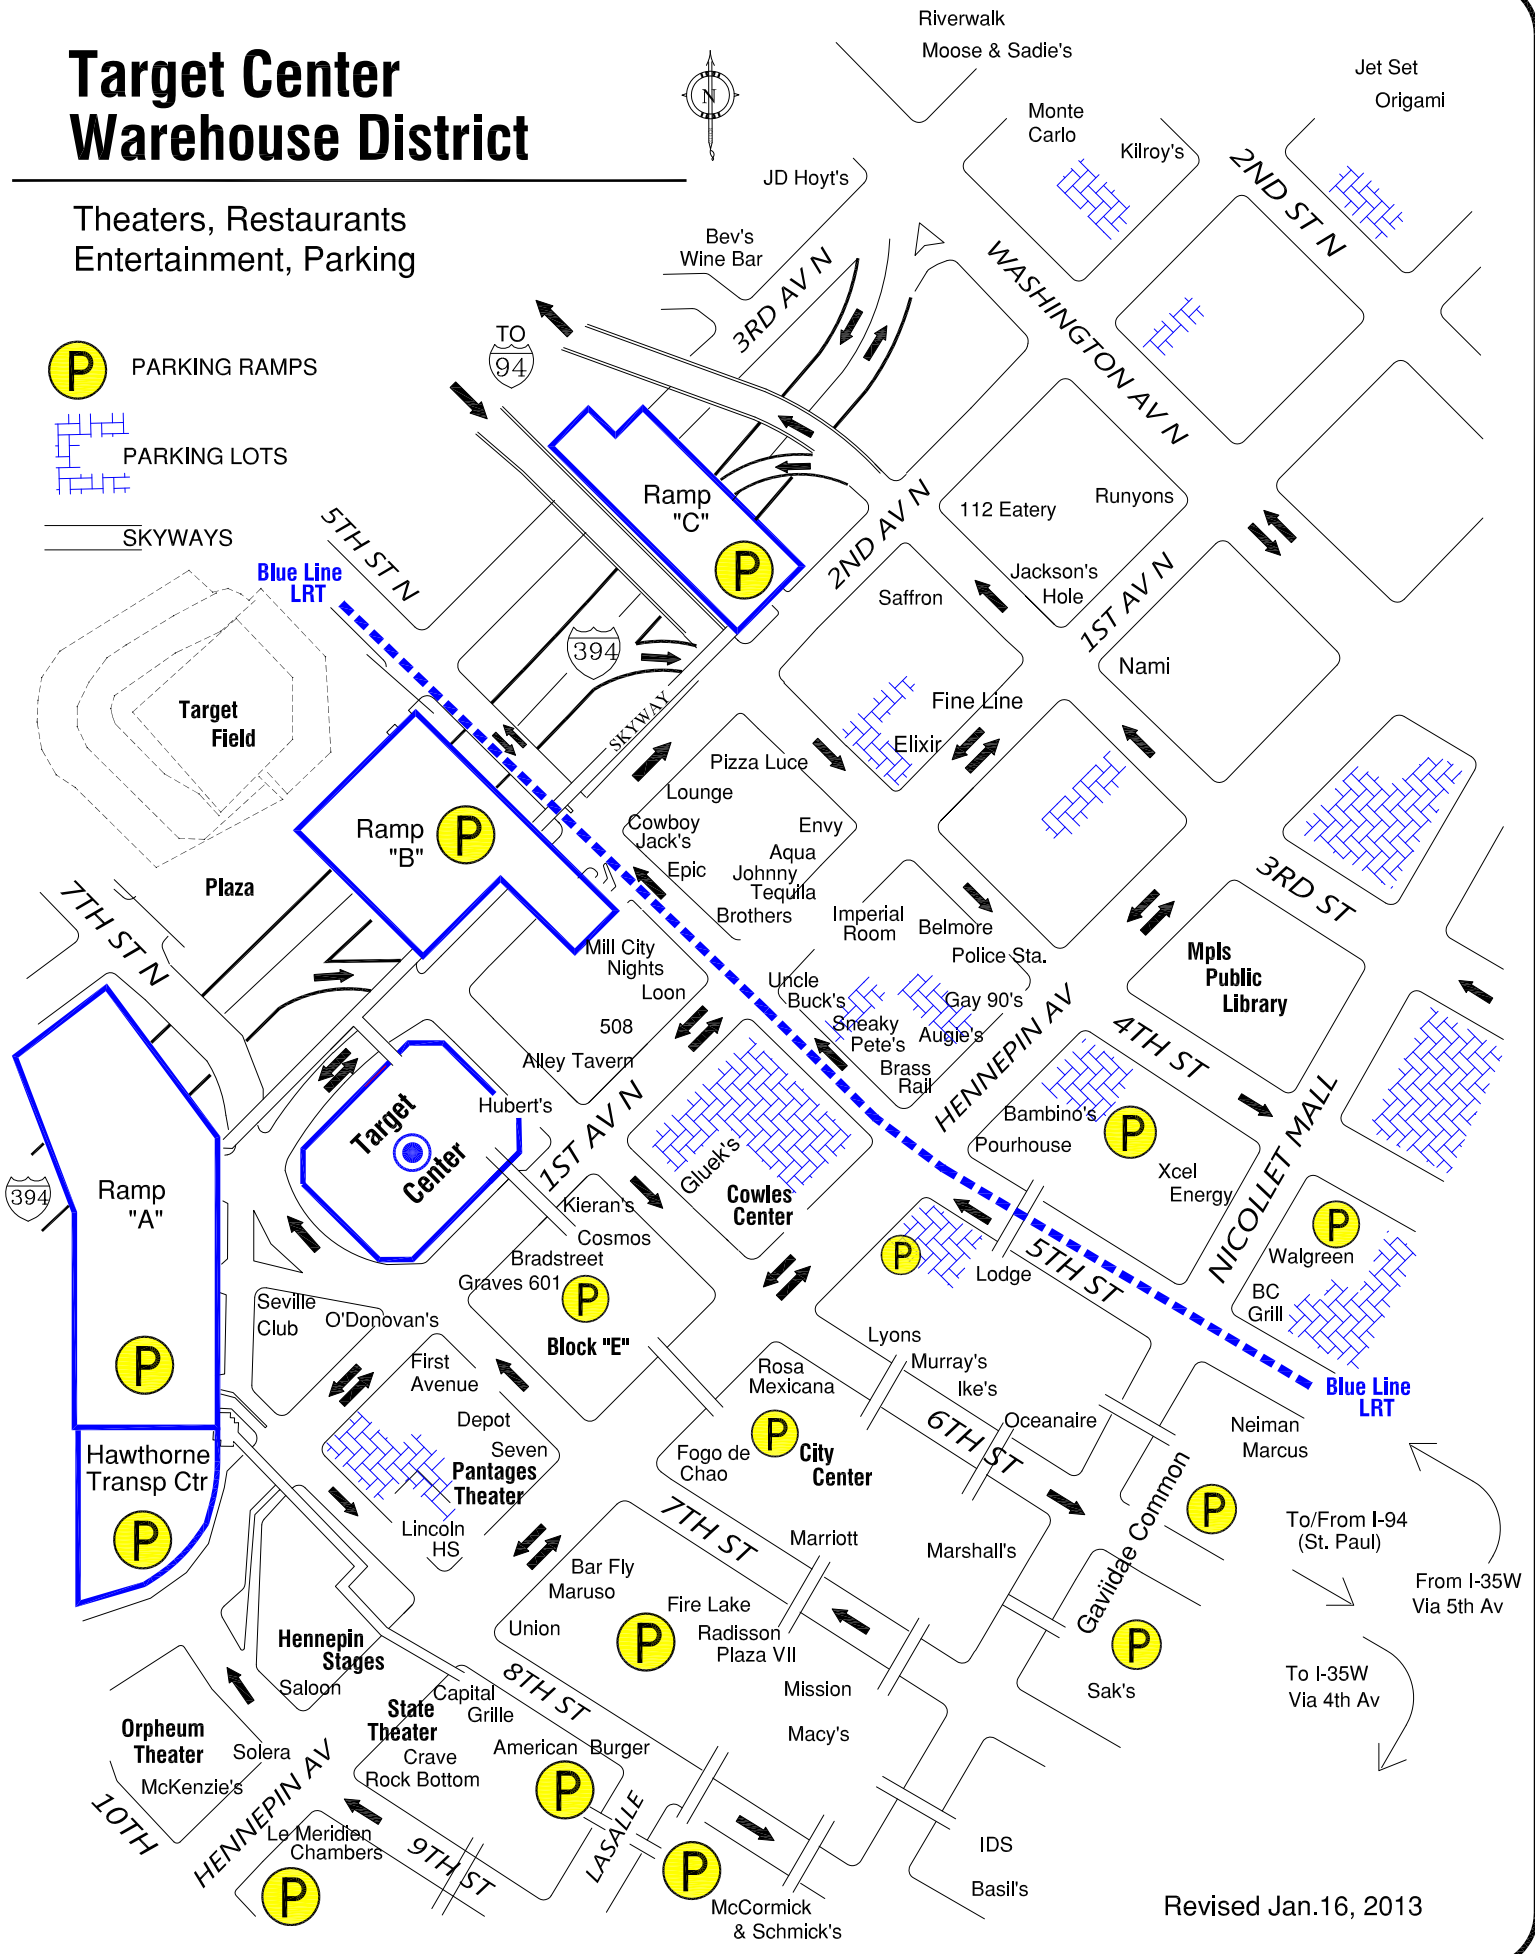 Target Center
Warehouse District
Theaters, Restaurants
Entertainment, Parking
P PARKING RAMPS
PARKING LOTS
SKYWAYS
N
Riverwalk
Moose & Sadie's
Jet Set
Origami
Monte
Carlo
Kilroy's
JD Hoyt's
Bev's
Wine Bar
3RD AV N
2ND ST N
WASHINGTON AV N
TO
94
Ramp
"C"
P
5TH ST N
Blue Line
LRT
2ND AV N
112 Eatery
Runyons
Jackson's
Hole
1ST AV N
Saffron
394
SKYWAY
Nami
Fine Line
Elixir
Target
Field
Plaza
Ramp
"B"
P
Pizza Luce
Lounge
Cowboy
Jack's
Epic
Envy
Aqua
Johnny
Tequila
Brothers
3RD ST
7TH ST N
Imperial
Room
Belmore
Police Sta.
Uncle
Buck's
Gay 90's
Sneaky
Pete's
Augie's
Brass
Rail
Mpls
Public
Library
Mill City
Nights
Loon
508
Alley Tavern
HENNEPIN AV
4TH ST
Target
Center
Hubert's
1ST AV N
Gluek's
Cowles
Center
Bambino's
Pourhouse
P
Xcel
Energy
NICOLLET MALL
394
Ramp
"A"
P
Kieran's
Cosmos
Bradstreet
Graves 601
P
Block "E"
P
Lodge
5TH ST
P
Walgreen
BC
Grill
Seville
Club
O'Donovan's
Lyons
Murray's
Ike's
Oceanaire
Blue Line
LRT
First
Avenue
Depot
Seven
Pantages
Theater
Lincoln
HS
Rosa
Mexicana
P
City
Center
Fogo de
Chao
6TH ST
Neiman
Marcus
Hawthorne
Transp Ctr
P
7TH ST
Marriott
Marshall's
Gaviidae Common
P
To/From I-94
(St. Paul)
From I-35W
Via 5th Av
Bar Fly
Maruso
Union
Fire Lake
P
Radisson
Plaza VII
Mission
Macy's
P
Sak's
To I-35W
Via 4th Av
Hennepin
Stages
Saloon
8TH ST
State
Theater
Capital
Grille
Crave
Rock Bottom
American Burger
P
Orpheum
Theater
Solera
McKenzie's
10TH
HENNEPIN AV
Le Meridien
Chambers
P
9TH ST
LASALLE
P
McCormick
& Schmick's
IDS
Basil's
Revised Jan.16, 2013